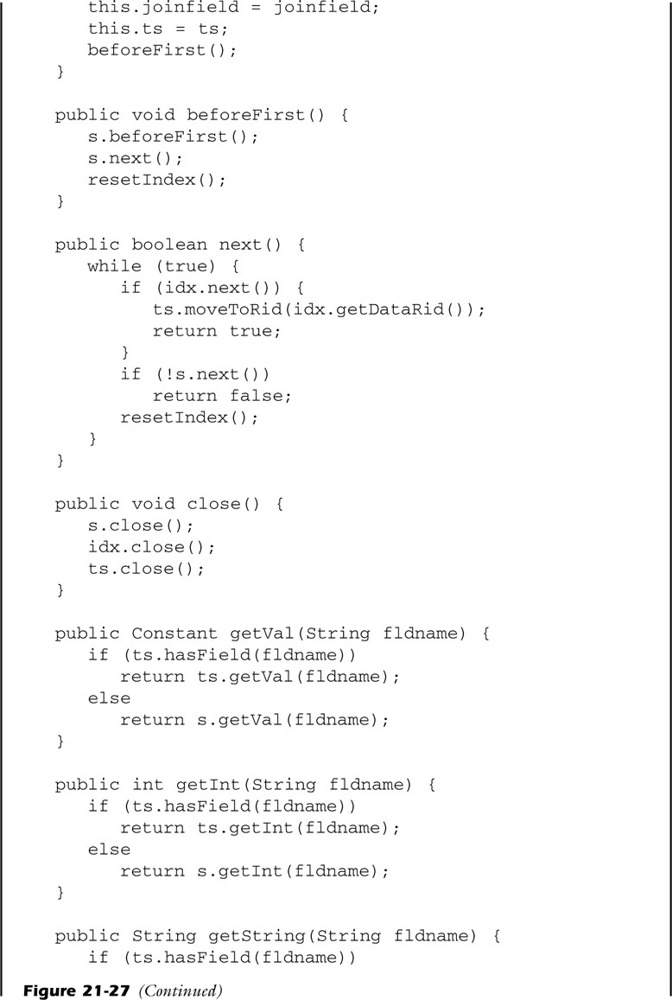 this.joinfield = joinfield;
this.ts = ts;
beforeFirst();
}
public void beforeFirst() {
s.beforeFirst();
s.next();
resetIndex();
}
public boolean next() {
while (true) {
if (idx.next()) {
ts.moveToRid(idx.getDataRid());
return true;
}
if (!s.next())
return false;
resetIndex();
}
}
public void close() {
s.close();
idx.close();
ts.close();
}
public Constant getVal(String fldname) {
if (ts.hasField(fldname))
return ts.getVal(fldname);
else
return s.getVal(fldname);
}
public int getInt(String fldname) {
if (ts.hasField(fldname))
return ts.getInt(fldname);
else
return s.getInt(fldname);
}
public String getString(String fldname) {
if (ts.hasField(fldname))
Figure 21-27 (Continued)